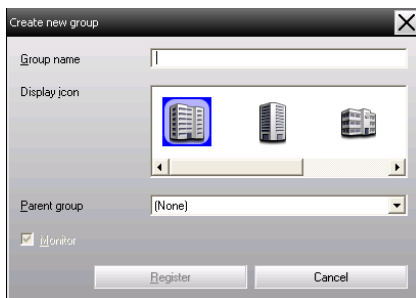 Create new group
Group name
Display icon
Parent group
(None)
Monitor
Register
Cancel